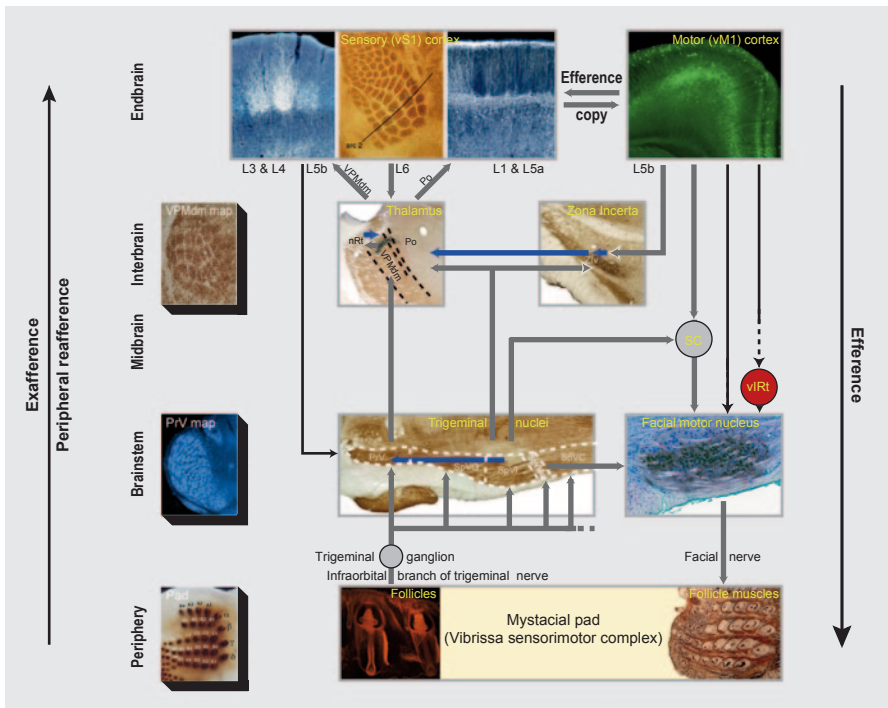 Endbrain
Sensory (vS1) cortex
Motor (vM1) cortex
Efference
copy
L3 & L4
L5b
VPMdm
L6
Po
L1 & L5a
L5b
Interbrain
VPMdm map
Thalamus
nRt
Po
VPMdm
Zona Incerta
Exafference
Peripheral reafference
Midbrain
SC
vIRt
Efference
Brainstem
PrV map
Trigeminal nuclei
PrV
SpVC
Facial motor nucleus
Trigeminal ganglion
Infraorbital branch of trigeminal nerve
Facial nerve
Periphery
Pad
Follicles
Mystacial pad
(Vibrissa sensorimotor complex)
Follicle muscles